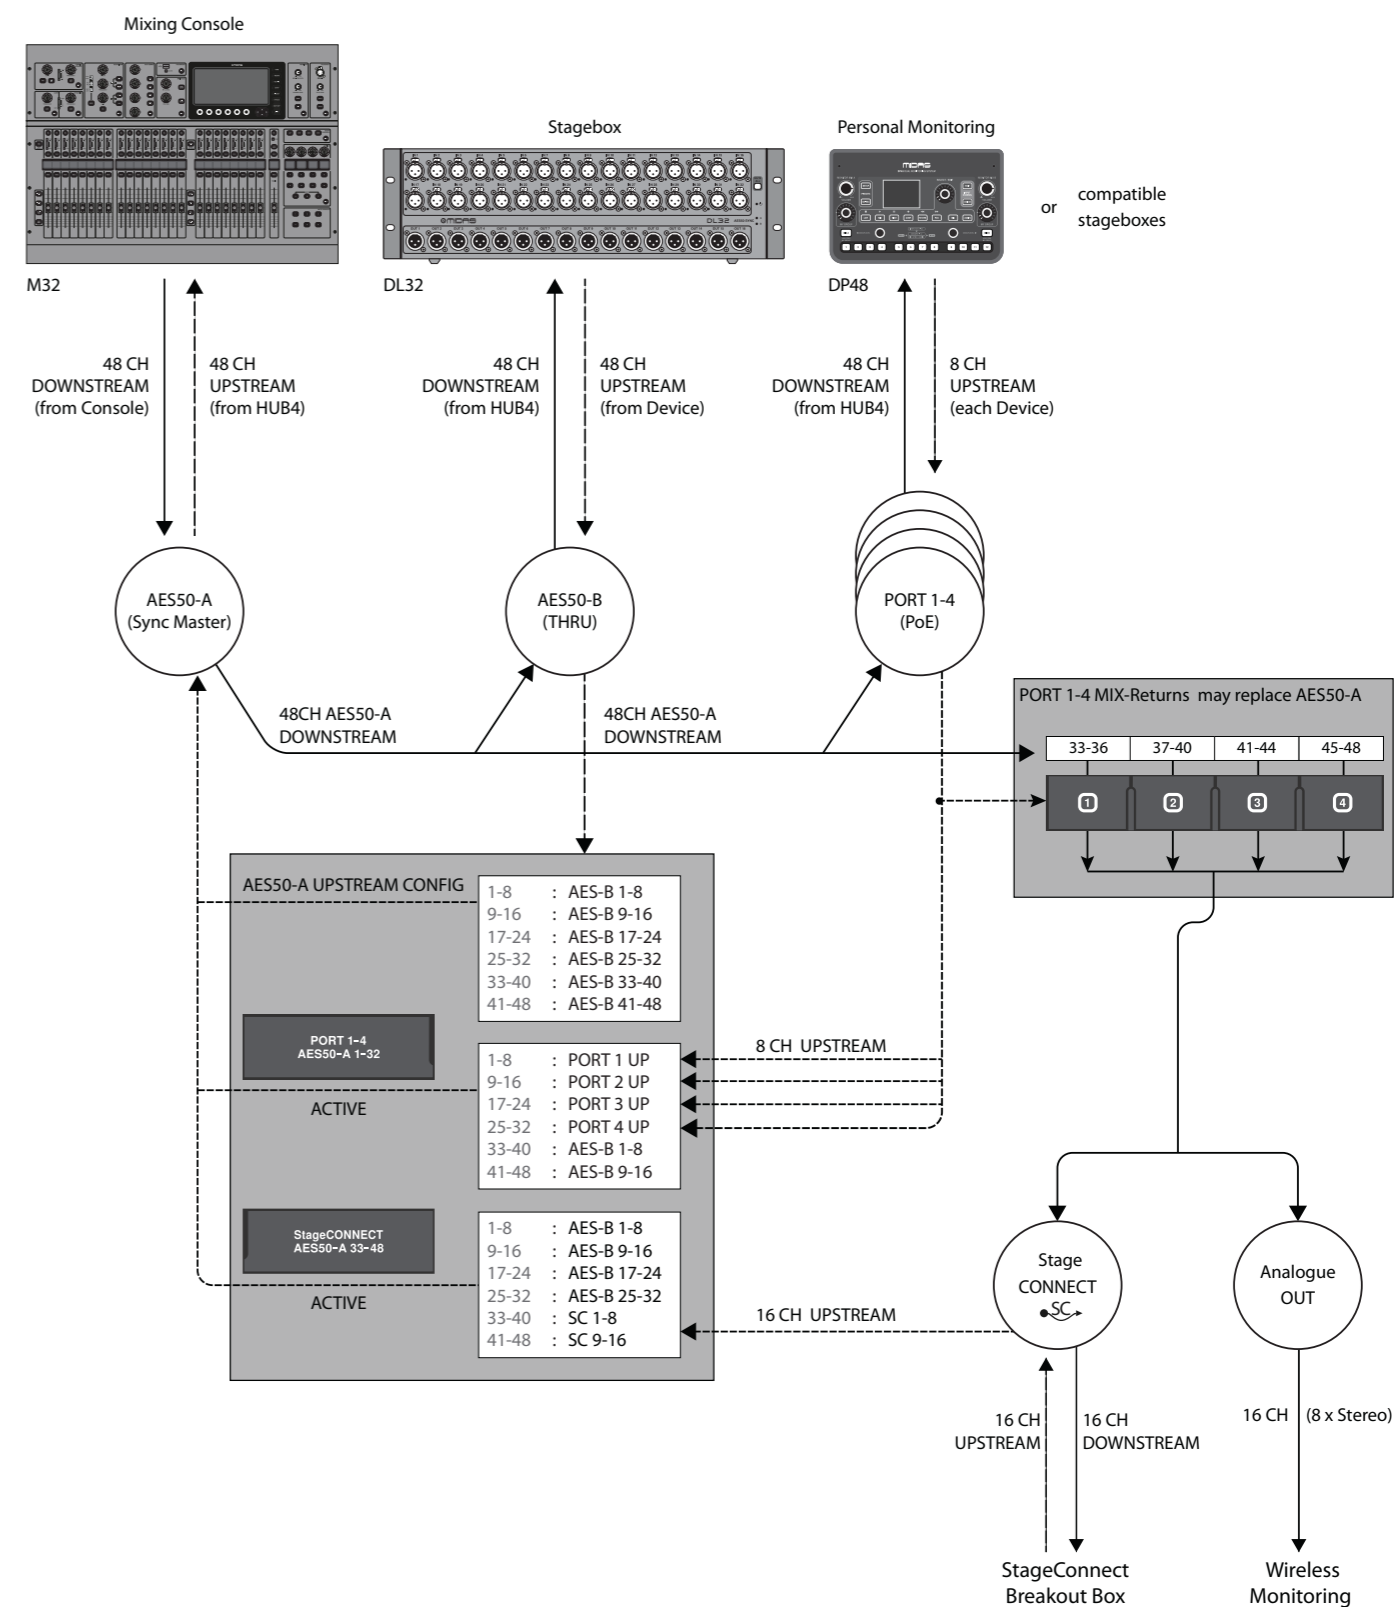 Mixing Console
Stagebox
Personal Monitoring
or
compatible
stageboxes
MIDAS
MIDAS
DL32
M32
DL32
DP48
48 CH
DOWNSTREAM
(from Console)
48 CH
UPSTREAM
(from HUB4)
48 CH
DOWNSTREAM
(from HUB4)
48 CH
UPSTREAM
(from Device)
48 CH
DOWNSTREAM
(from HUB4)
8 CH
UPSTREAM
(each Device)
AES50-A
(Sync Master)
AES50-B
(THRU)
PORT 1-4
(PoE)
48CH AES50-A
DOWNSTREAM
48CH AES50-A
DOWNSTREAM
PORT 1-4 MIX-Returns may replace AES50-A
33-36 37-40 41-44 45-48
1 2 3 4
AES50-A UPSTREAM CONFIG
1-8 : AES-B 1-8
9-16 : AES-B 9-16
17-24 : AES-B 17-24
25-32 : AES-B 25-32
33-40 : AES-B 33-40
41-48 : AES-B 41-48
PORT 1-4
AES50-A 1-32
ACTIVE
1-8 : PORT 1 UP
9-16 : PORT 2 UP
17-24 : PORT 3 UP
25-32 : PORT 4 UP
33-40 : AES-B 1-8
41-48 : AES-B 9-16
8 CH UPSTREAM
StageCONNECT
AES50-A 33-48
ACTIVE
1-8 : AES-B 1-8
9-16 : AES-B 9-16
17-24 : AES-B 17-24
25-32 : AES-B 25-32
33-40 : SC 1-8
41-48 : SC 9-16
16 CH UPSTREAM
Stage
CONNECT
SC
Analogue
OUT
16 CH
UPSTREAM
16 CH
DOWNSTREAM
16 CH (8 x Stereo)
StageConnect
Breakout Box
Wireless
Monitoring